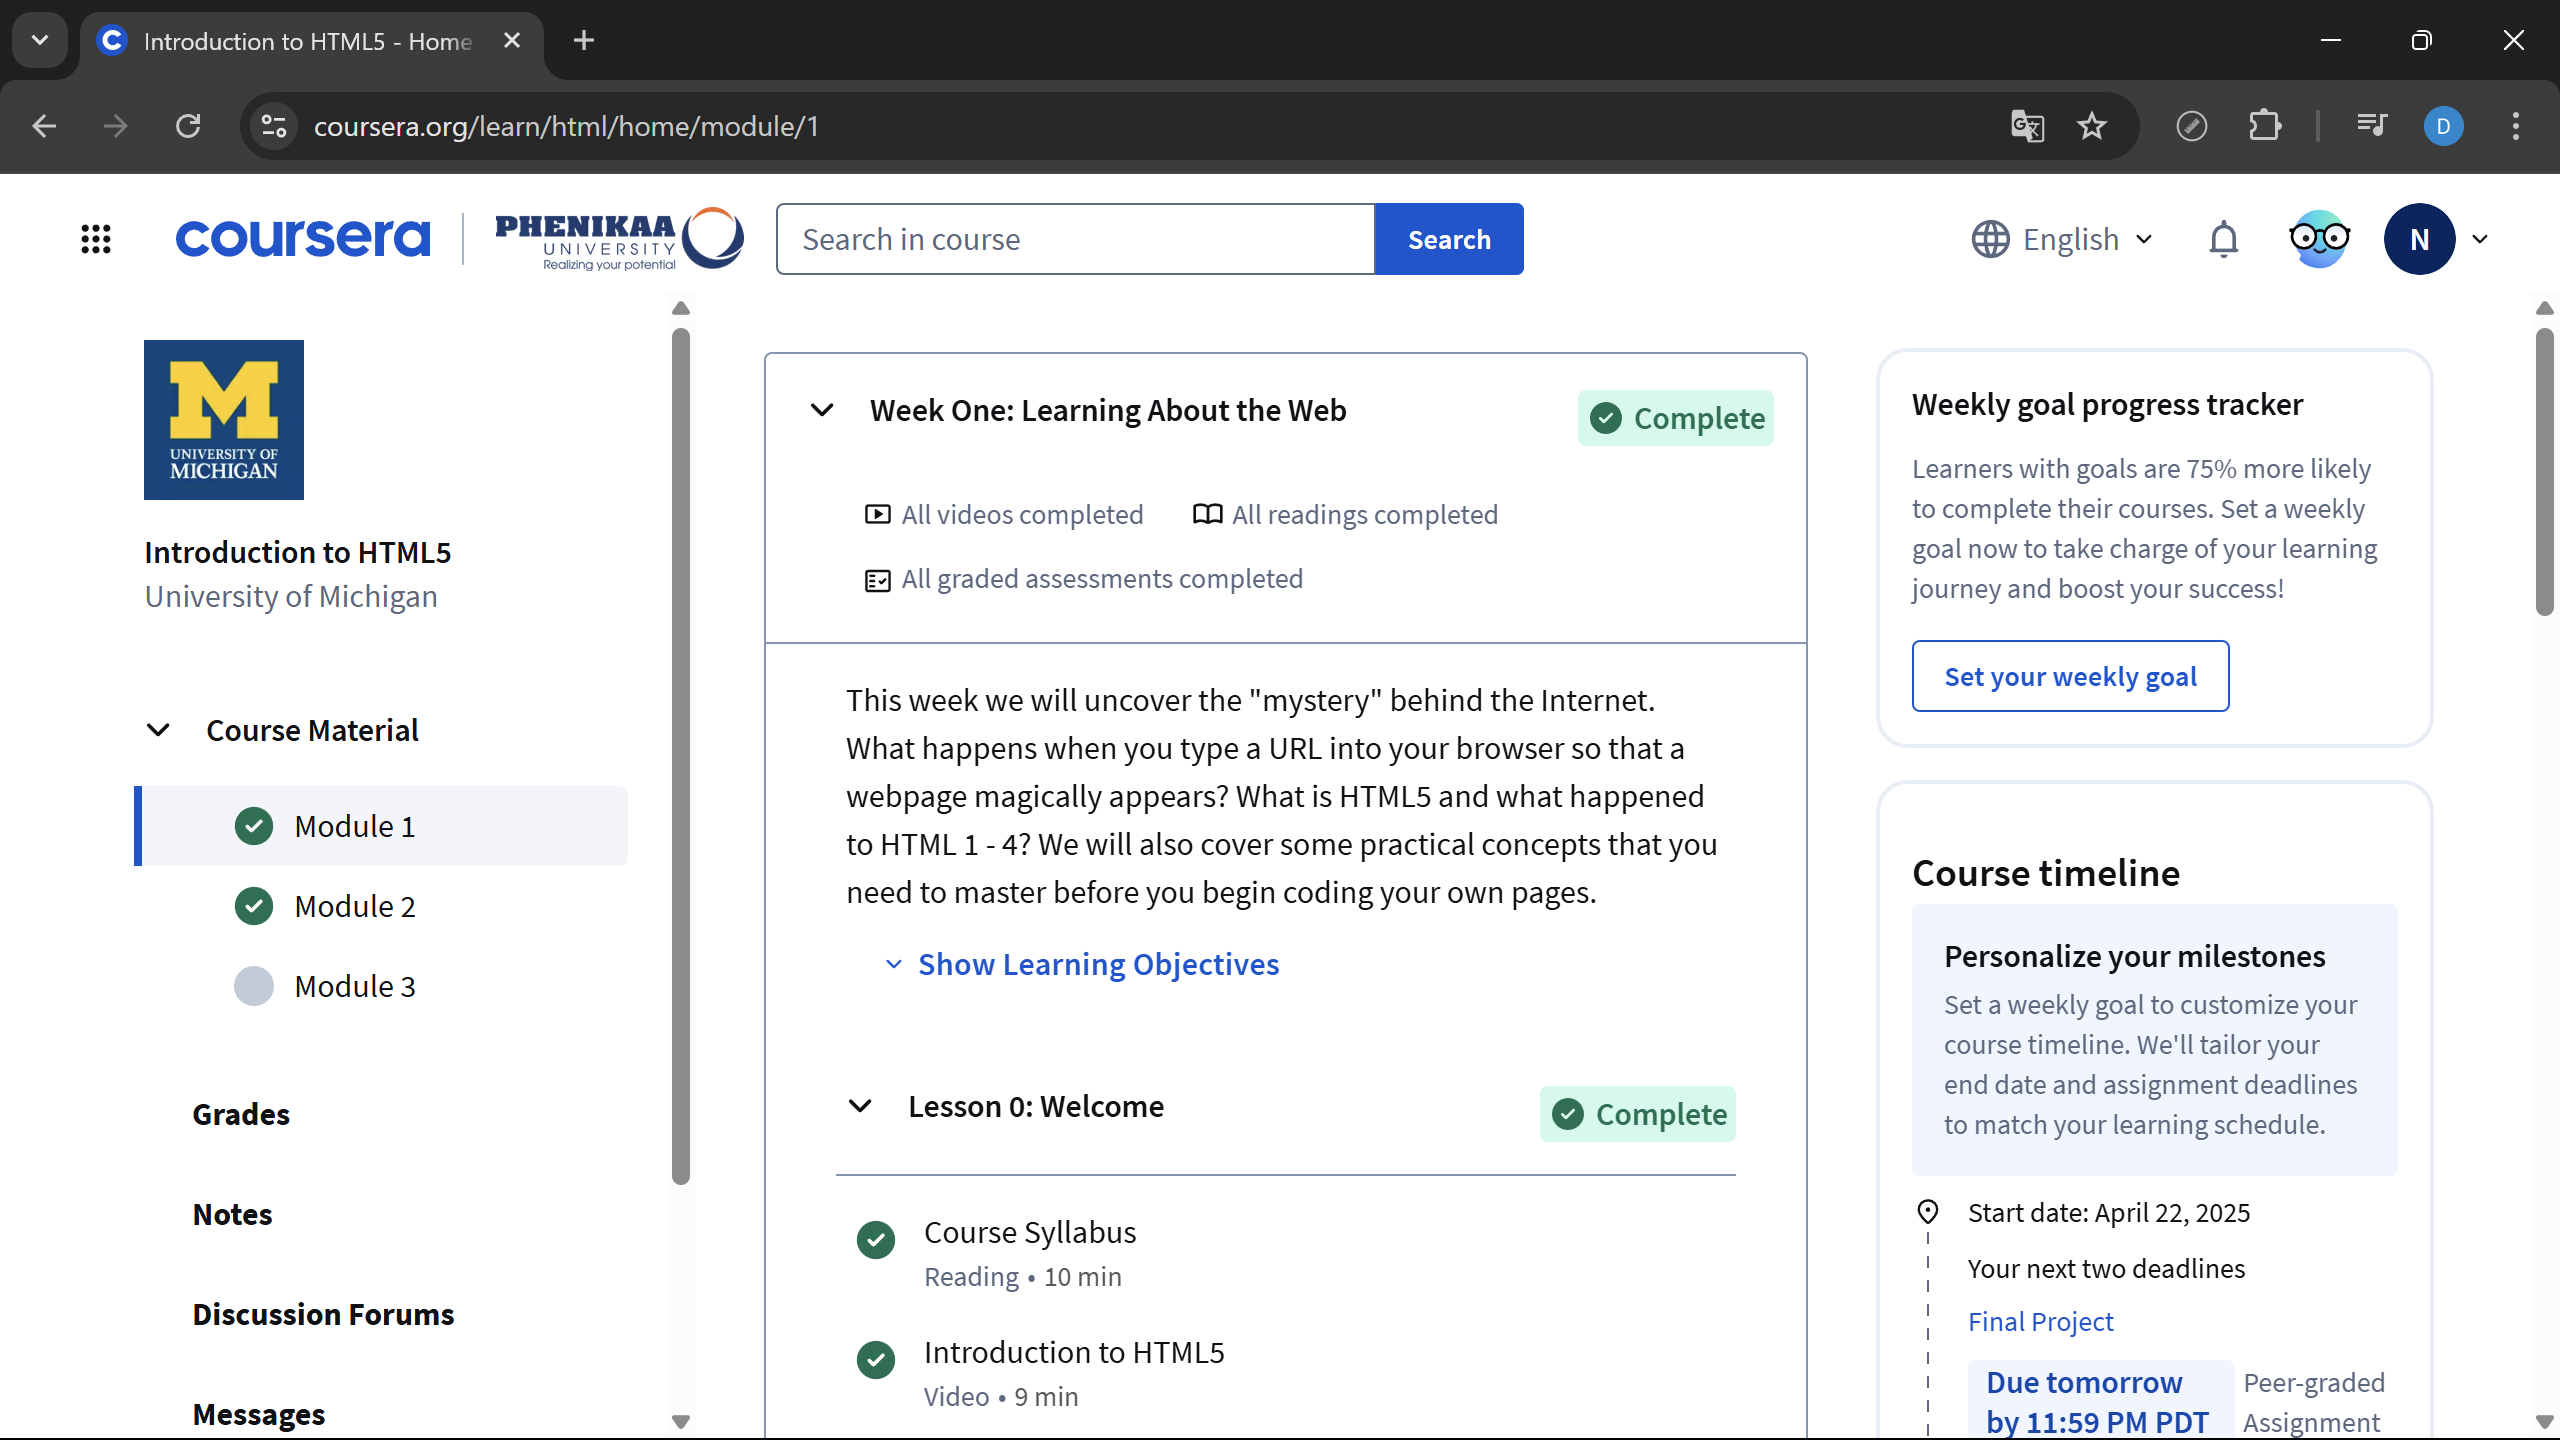 Introduction to HTML5 - Home
coursera.org/learn/html/home/module/1
D
coursera
PHENIKAA
UNIVERSITY
Realizing your potential
Search in course
Search
English
N
M
UNIVERSITY OF
MICHIGAN
Introduction to HTML5
University of Michigan
Course Material
Module 1
Module 2
Module 3
Grades
Notes
Discussion Forums
Messages
Week One: Learning About the Web
Complete
All videos completed
All readings completed
All graded assessments completed
This week we will uncover the "mystery" behind the Internet.
What happens when you type a URL into your browser so that a
webpage magically appears? What is HTML5 and what happened
to HTML 1 - 4? We will also cover some practical concepts that you
need to master before you begin coding your own pages.
Show Learning Objectives
Lesson 0: Welcome
Complete
Course Syllabus
Reading • 10 min
Introduction to HTML5
Video • 9 min
Weekly goal progress tracker
Learners with goals are 75% more likely
to complete their courses. Set a weekly
goal now to take charge of your learning
journey and boost your success!
Set your weekly goal
Course timeline
Personalize your milestones
Set a weekly goal to customize your
course timeline. We'll tailor your
end date and assignment deadlines
to match your learning schedule.
Start date: April 22, 2025
Your next two deadlines
Final Project
Due tomorrow
by 11:59 PM PDT
Peer-graded
Assignment